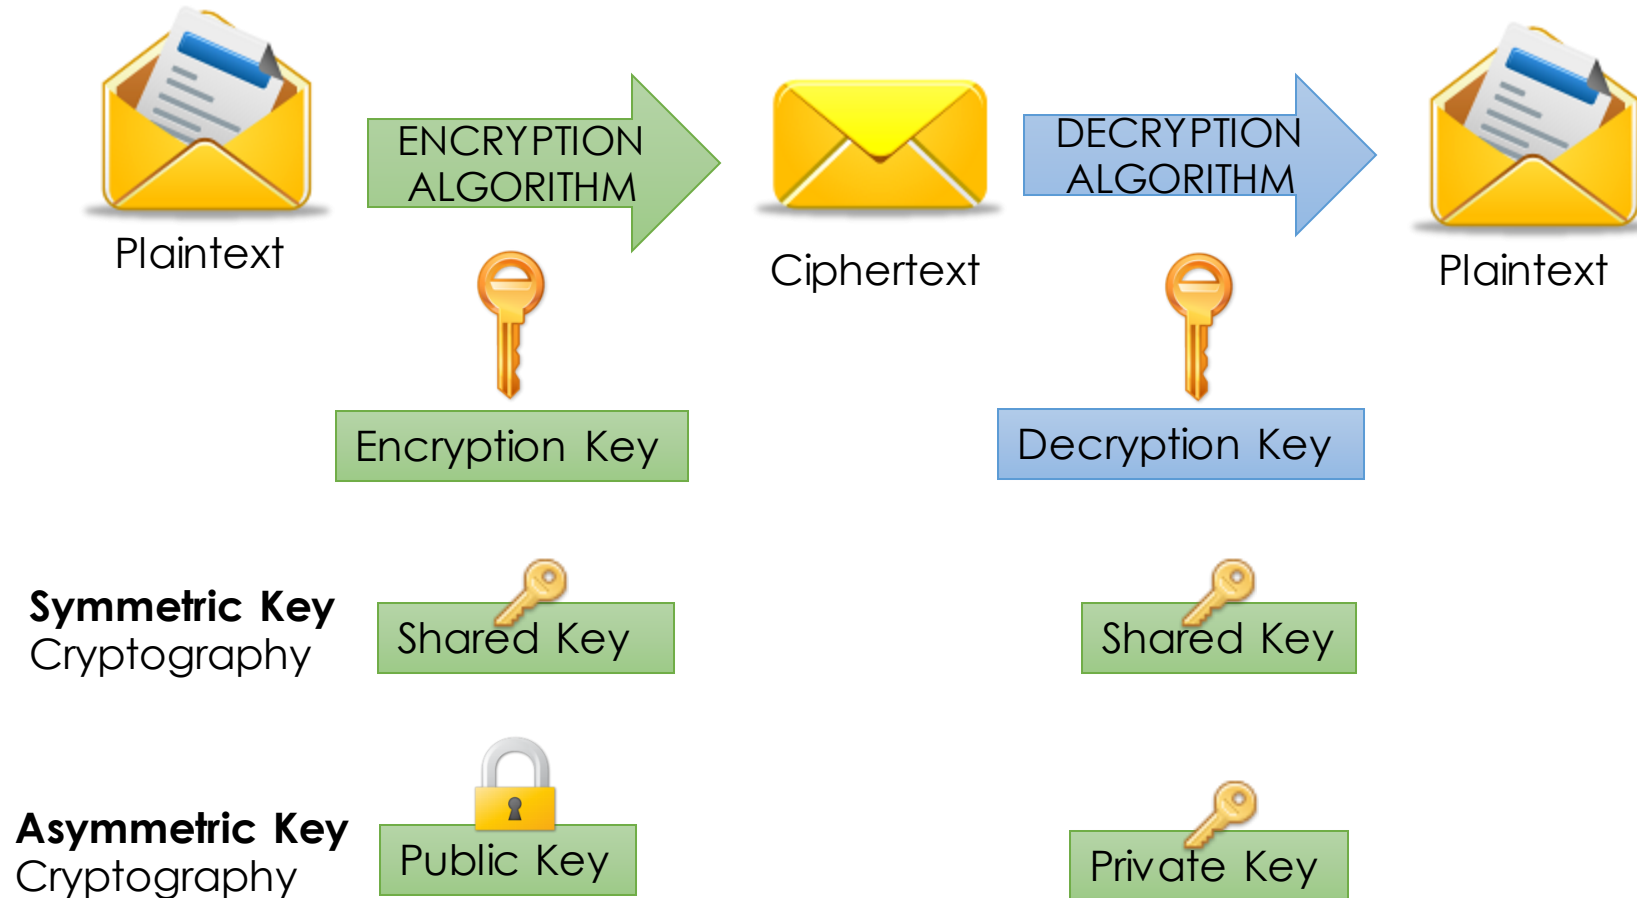 ENCRYPTION
ALGORITHM
DECRYPTION
ALGORITHM
Plaintext
Ciphertext
Plaintext
Encryption Key
Decryption Key
Symmetric Key
Cryptography
Shared Key
Shared Key
Asymmetric Key
Cryptography
Public Key
Private Key